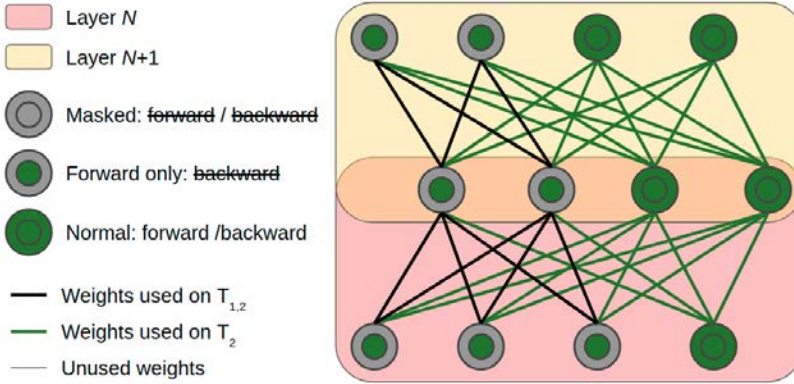 Layer N
Layer N+1
Masked: forward / backward
Forward only: backward
Normal: forward /backward
Weights used on T1,2
Weights used on T2
Unused weights